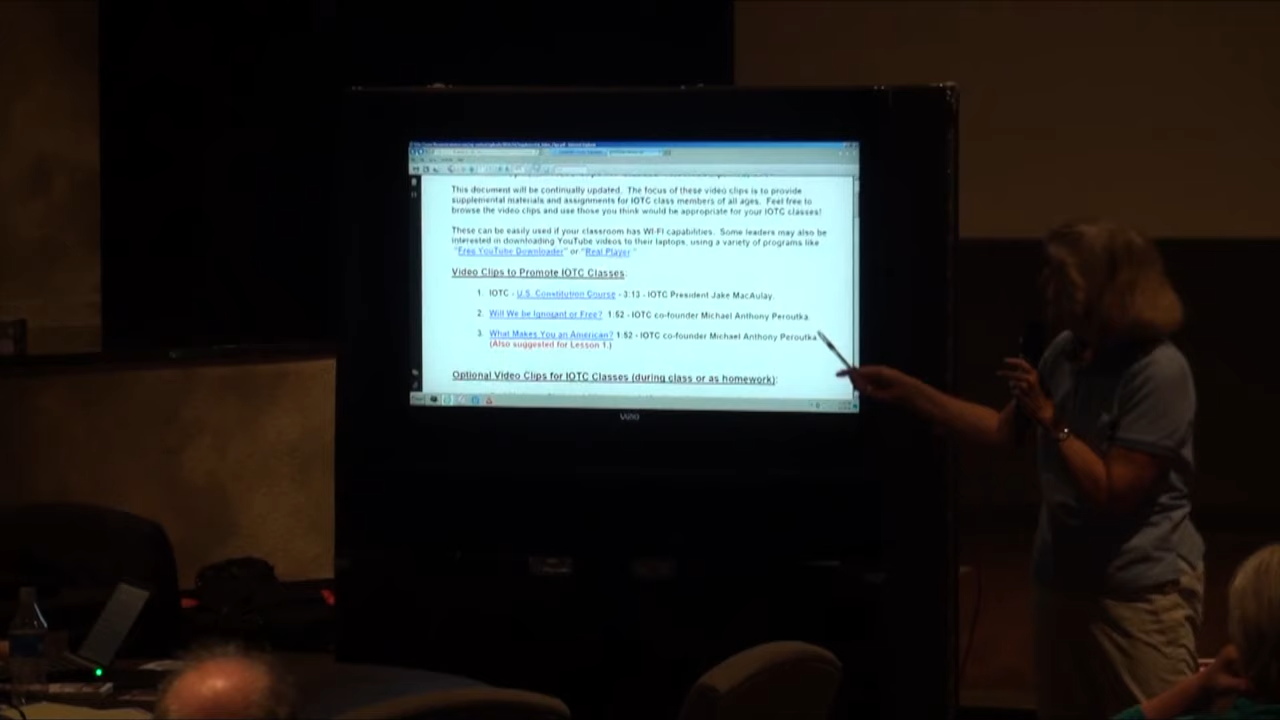 This document will be continually updated. The focus of these video clips is to provide
supplemental materials and assignments for IOTC class members of all ages. Feel free to
browse the video clips and use those you think would be appropriate for your IOTC classes!
These can be easily used if your classroom has WI-FI capabilities. Some leaders may also be
interested in downloading YouTube videos to their laptops, using a variety of programs like
"Free YouTube Downloader" or "Real Player"
Video Clips to Promote IOTC Classes:
1. IOTC - U.S. Constitution Course - 3:13 - IOTC President Jake MacAulay.
2. Will We be Ignorant or Free? 1:52 - IOTC co-founder Michael Anthony Peroutka.
3. What Makes You an American? 1:52 - IOTC co-founder Michael Anthony Peroutka.
(Also suggested for Lesson 1.)
Optional Video Clips for IOTC Classes (during class or as homework):
VIZIO